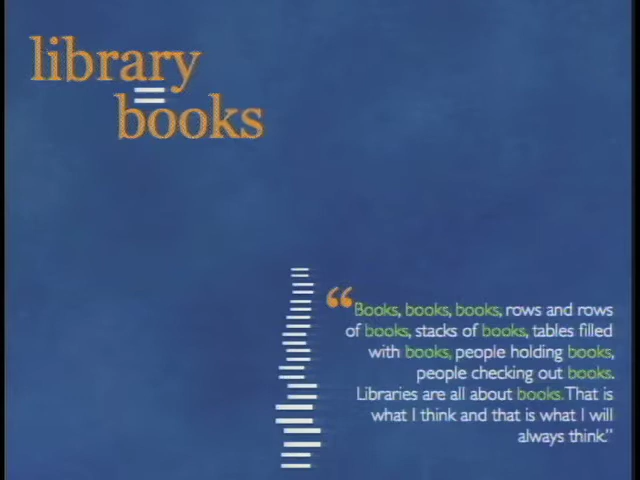 library
=
books
“Books, books, books, rows and rows
of books, stacks of books, tables filled
with books, people holding books,
people checking out books.
Libraries are all about books. That is
what I think and that is what I will
always think.”